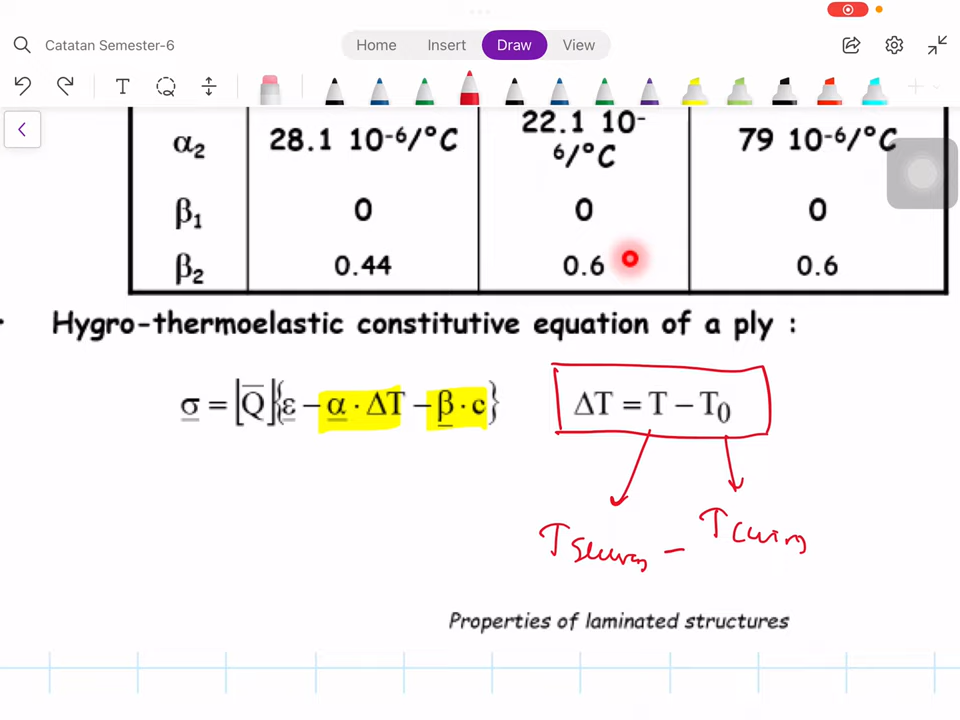 Catatan Semester-6
Home Insert Draw View
T
α₂ 28.1 10⁻⁶/°C 22.1 10⁻⁶/°C 79 10⁻⁶/°C
β₁ 0 0 0
β₂ 0.44 0.6 0.6
Hygro-thermoelastic constitutive equation of a ply :
σ = [Q̅]{ε − α · ΔT − β · c} ΔT = T − T₀
T − T
Properties of laminated structures